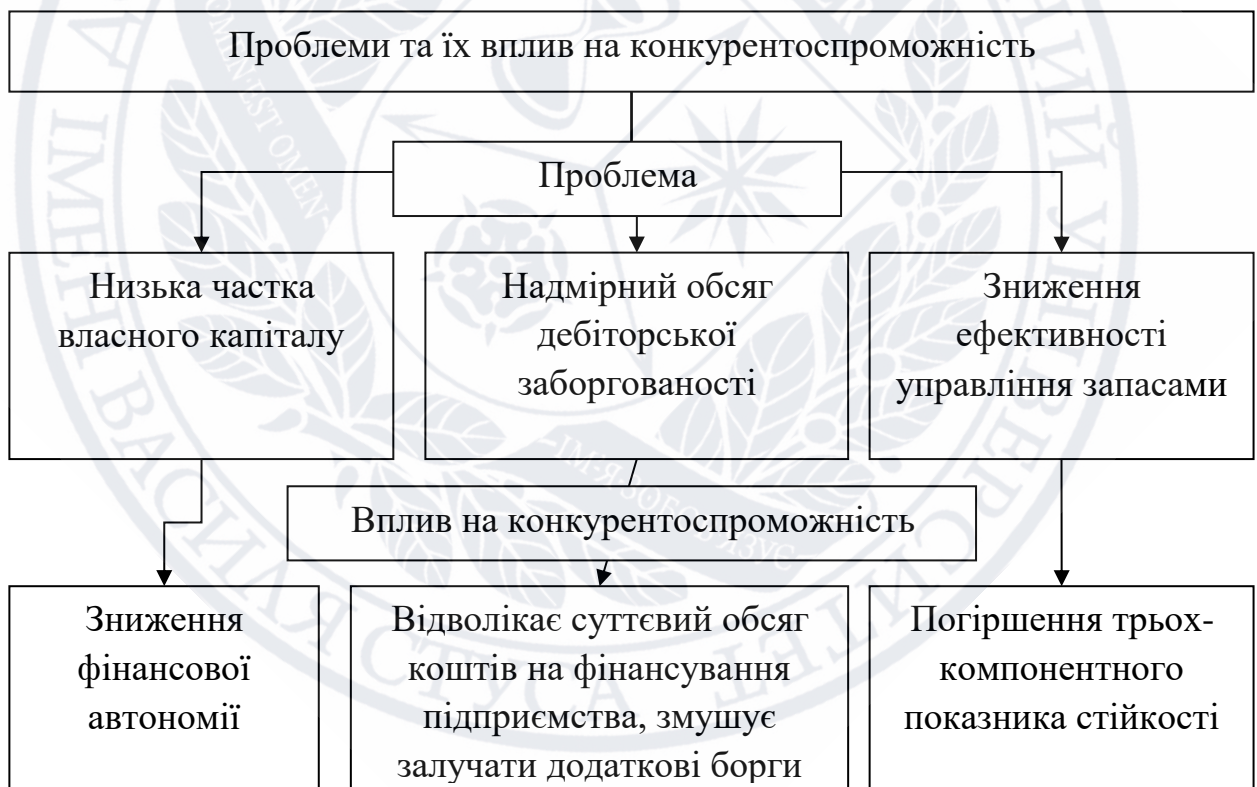 Проблеми та їх вплив на конкурентоспроможність
Проблема
Низька частка
власного капіталу
Надмірний обсяг
дебіторської
заборгованості
Зниження
ефективності
управління запасами
Вплив на конкурентоспроможність
Зниження
фінансової
автономії
Відволікає суттєвий обсяг
коштів на фінансування
підприємства, змушує
залучати додаткові борги
Погіршення трьох-
компонентного
показника стійкості